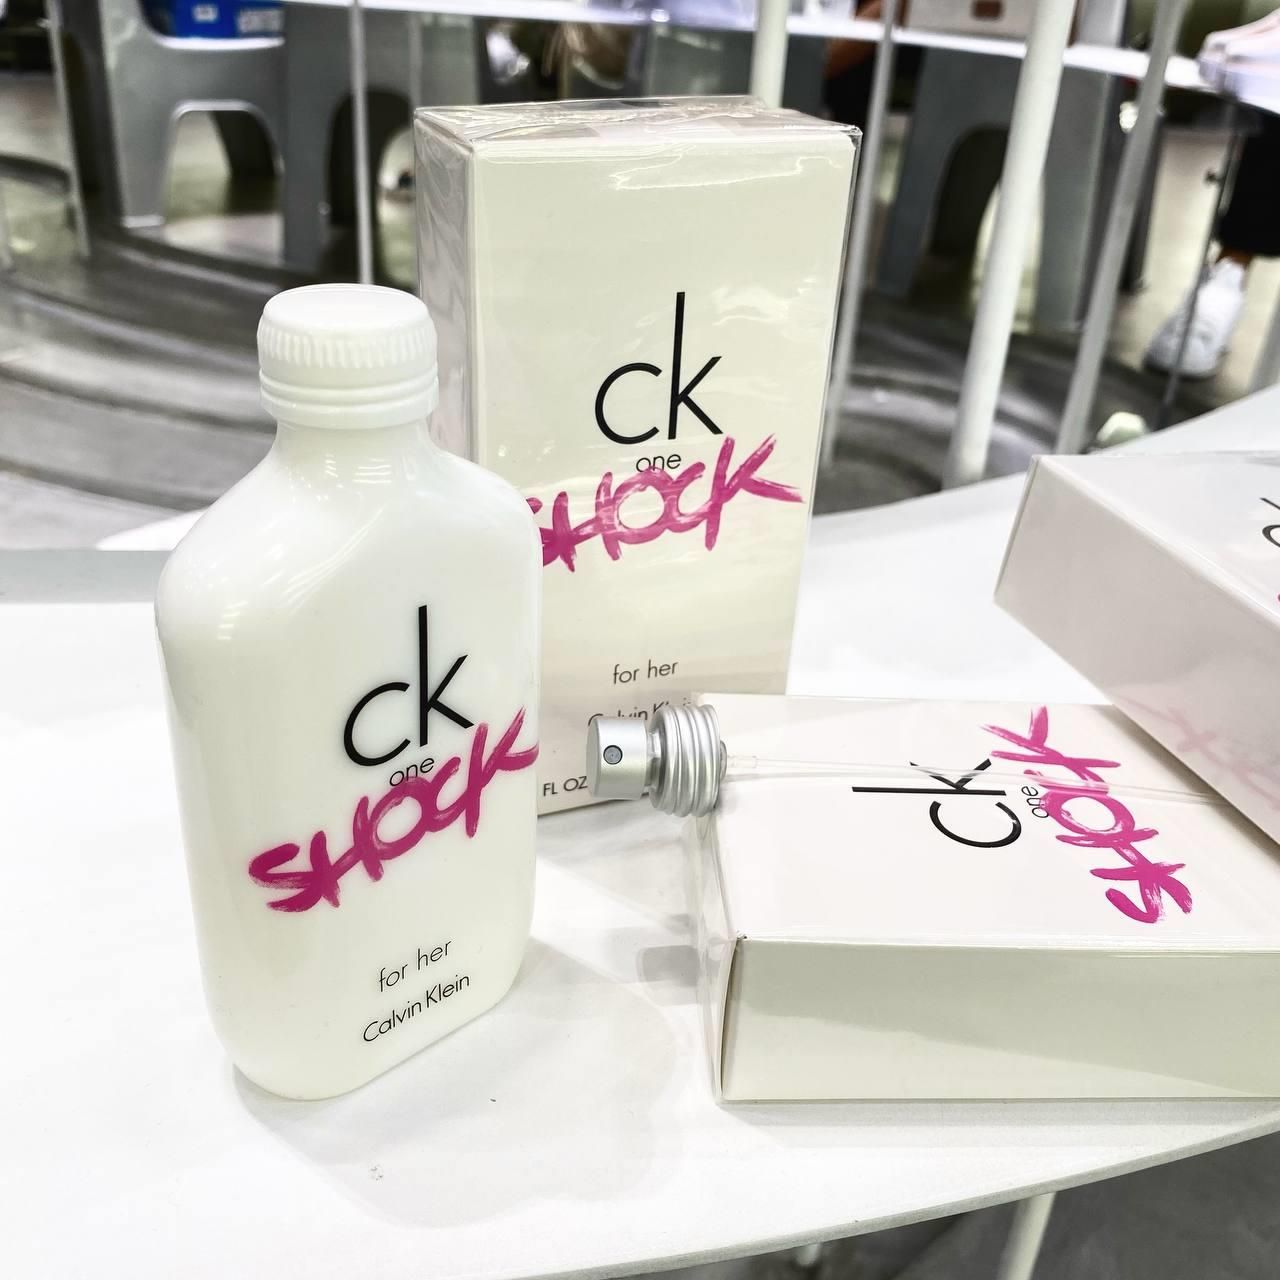 ck
one
SHOCK
for her
Calvin Klein
ck
one
SHOCK
for her
Calvin Klein
FL OZ
ck
one
SHOCK